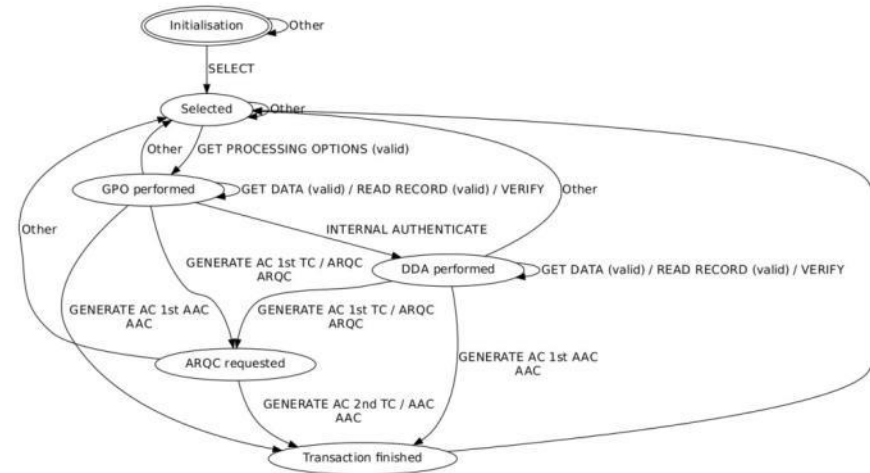 Initialisation
Other
SELECT
Selected
Other
Other
GET PROCESSING OPTIONS (valid)
GPO performed
GET DATA (valid) / READ RECORD (valid) / VERIFY
Other
Other
INTERNAL AUTHENTICATE
GENERATE AC 1st TC / ARQC
ARQC
DDA performed
GET DATA (valid) / READ RECORD (valid) / VERIFY
GENERATE AC 1st AAC
AAC
GENERATE AC 1st TC / ARQC
ARQC
ARQC requested
GENERATE AC 1st AAC
AAC
GENERATE AC 2nd TC / AAC
AAC
Transaction finished